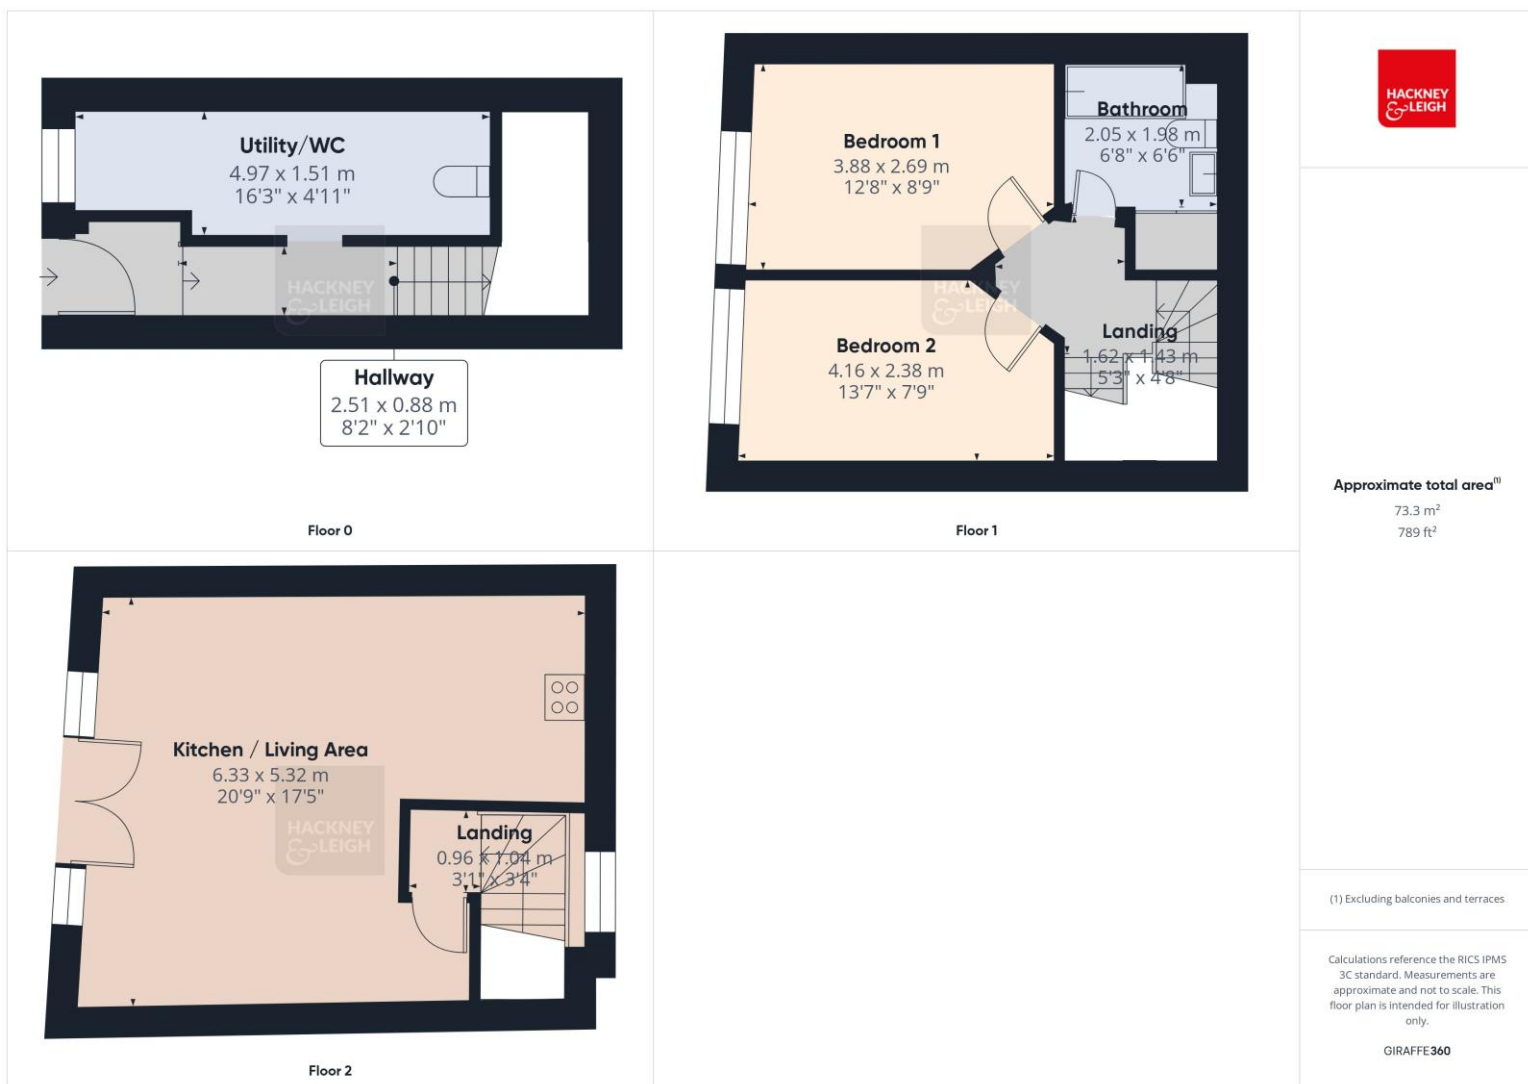 Utility/WC
4.97 x 1.51 m
16'3" x 4'11"
HACKNEY
& LEIGH
Hallway
2.51 x 0.88 m
8'2" x 2'10"
Floor 0
Bedroom 1
3.88 x 2.69 m
12'8" x 8'9"
Bathroom
2.05 x 1.98 m
6'8" x 6'6"
HACKNEY
& LEIGH
Bedroom 2
4.16 x 2.38 m
13'7" x 7'9"
Landing
1.62 x 1.43 m
5'3" x 4'8"
Floor 1
Kitchen / Living Area
6.33 x 5.32 m
20'9" x 17'5"
HACKNEY
& LEIGH
Landing
0.96 x 1.04 m
3'1" x 3'4"
Floor 2
HACKNEY
& LEIGH
Approximate total area(1)
73.3 m²
789 ft²
(1) Excluding balconies and terraces
Calculations reference the RICS IPMS
3C standard. Measurements are
approximate and not to scale. This
floor plan is intended for illustration
only.
GIRAFFE360